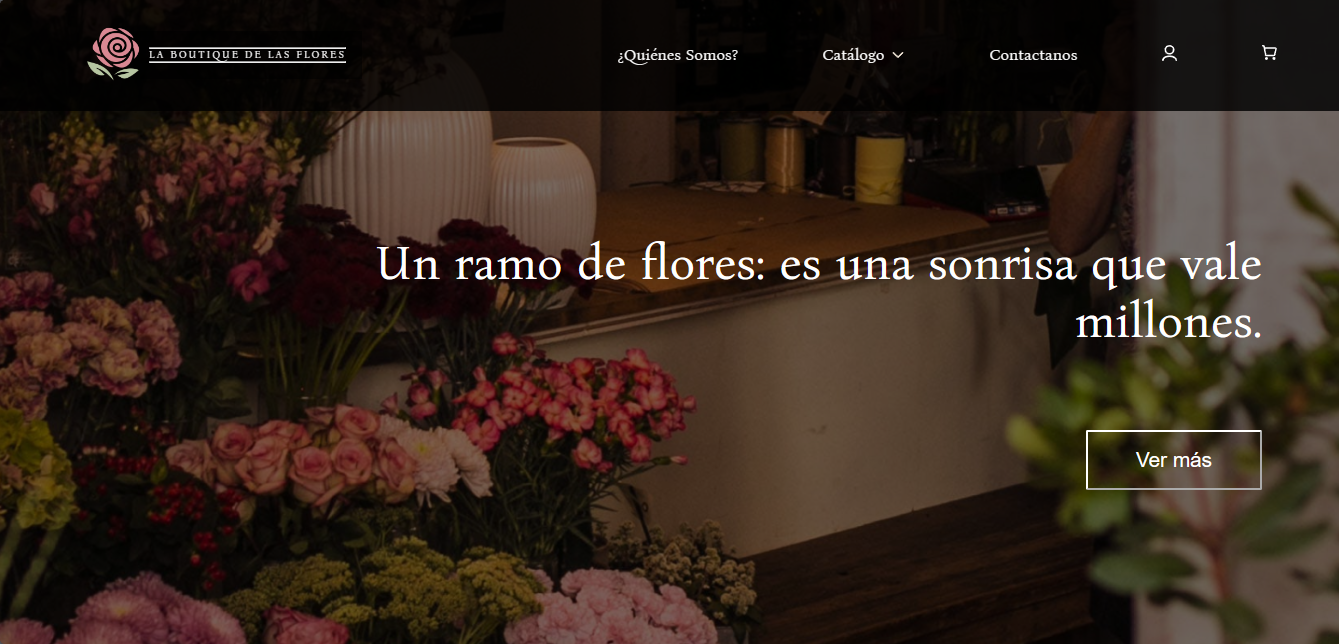 LA BOUTIQUE DE LAS FLORES
¿Quiénes Somos?
Catálogo
Contactanos
Un ramo de flores: es una sonrisa que vale
millones.
Ver más